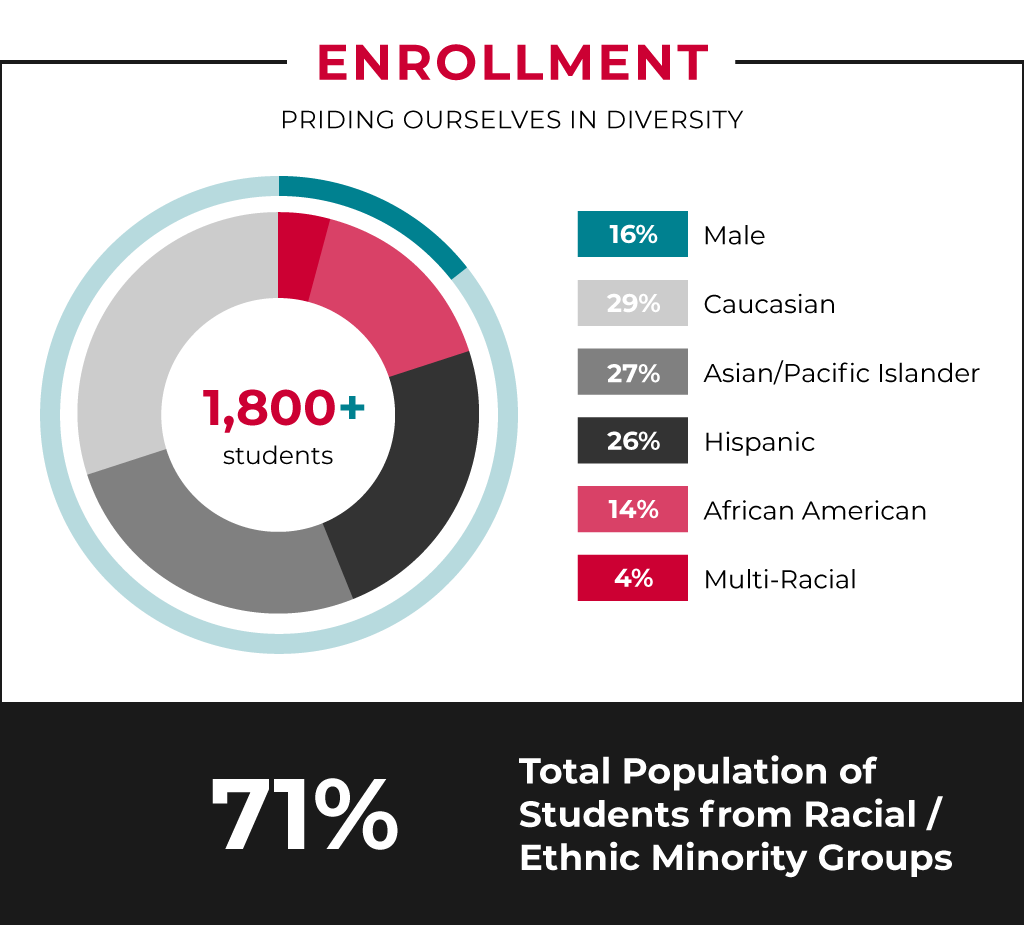 ENROLLMENT
PRIDING OURSELVES IN DIVERSITY
1,800+
students
16% Male
29% Caucasian
27% Asian/Pacific Islander
26% Hispanic
14% African American
4% Multi-Racial
71%
Total Population of
Students from Racial /
Ethnic Minority Groups